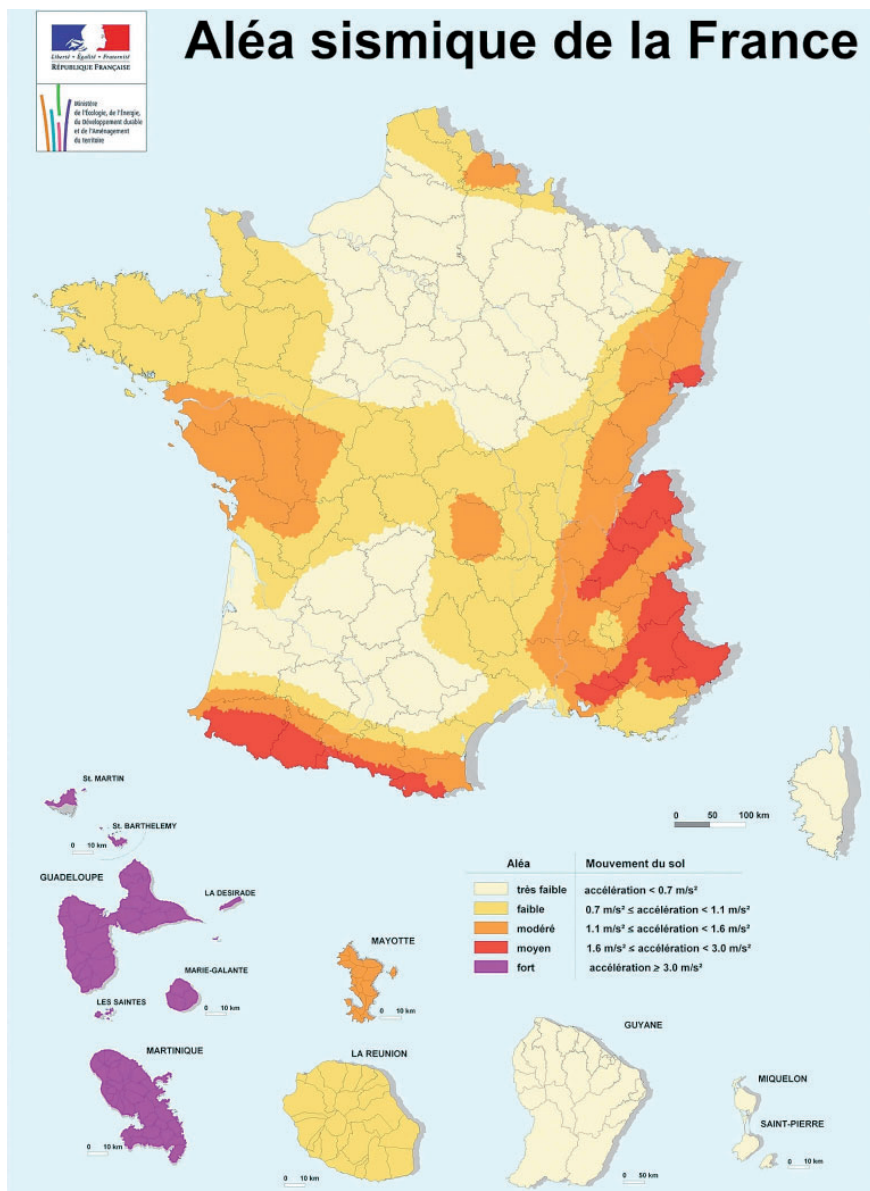 Aléa sismique de la France
Liberté • Égalité • Fraternité
RÉPUBLIQUE FRANÇAISE
Ministère
de l'Écologie, de l'Énergie,
du Développement durable
et de l'Aménagement
du territoire
0 50 100 km
St. MARTIN
St. BARTHELEMY
0 10 km
GUADELOUPE
LA DESIRADE
MARIE-GALANTE
LES SAINTES
0 10 km
MAYOTTE
0 10 km
Aléa Mouvement du sol
très faible accélération < 0.7 m/s²
faible 0.7 m/s² ≤ accélération < 1.1 m/s²
modéré 1.1 m/s² ≤ accélération < 1.6 m/s²
moyen 1.6 m/s² ≤ accélération < 3.0 m/s²
fort accélération ≥ 3.0 m/s²
MARTINIQUE
0 10 km
LA REUNION
0 10 km
GUYANE
0 50 km
MIQUELON
SAINT-PIERRE
0 10 km